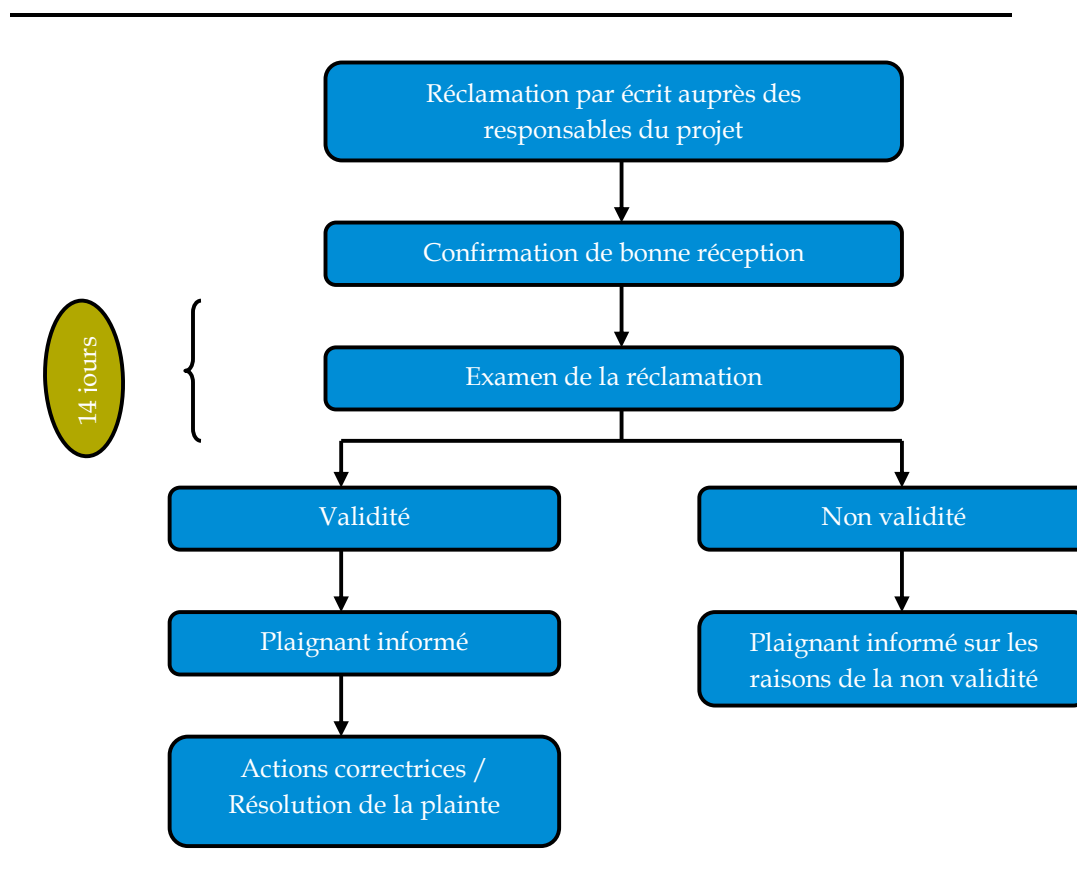 Réclamation par écrit auprès des
responsables du projet
Confirmation de bonne réception
14 jours
Examen de la réclamation
Validité
Non validité
Plaignant informé
Plaignant informé sur les
raisons de la non validité
Actions correctrices /
Résolution de la plainte